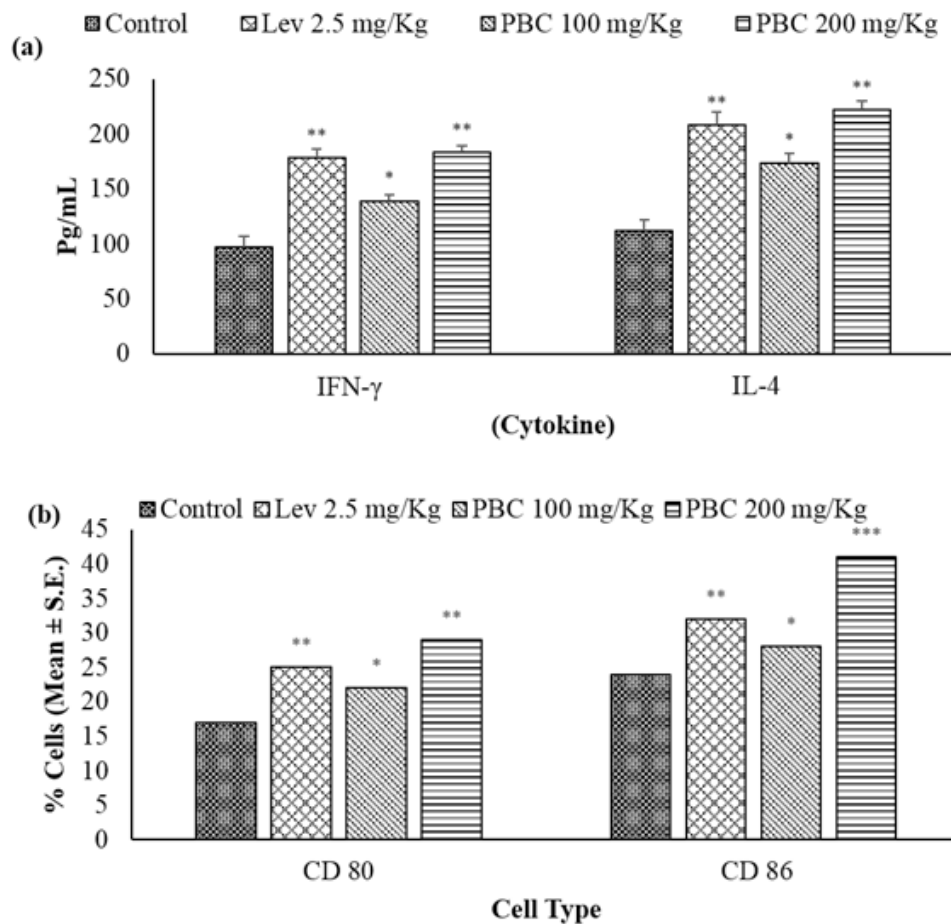 Control Lev 2.5 mg/Kg PBC 100 mg/Kg PBC 200 mg/Kg
(a)
250
200
150
100
50
0
Pg/mL
** * **
** * **
IFN-γ IL-4
(Cytokine)
(b)
Control Lev 2.5 mg/Kg PBC 100 mg/Kg PBC 200 mg/Kg
45
40
35
30
25
20
15
10
5
0
% Cells (Mean ± S.E.)
** * **
** * ***
CD 80 CD 86
Cell Type